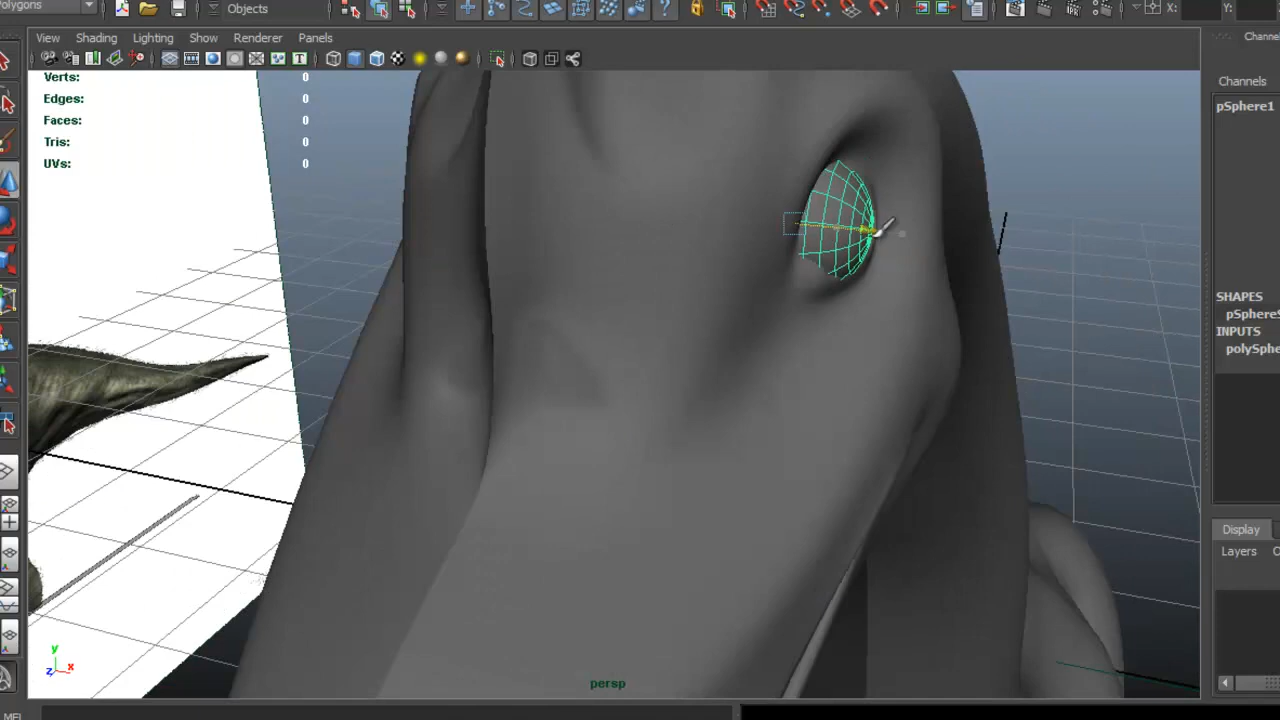 Polygons
Objects
X:
Y:
View Shading Lighting Show Renderer Panels
Verts: 0
Edges: 0
Faces: 0
Tris: 0
UVs: 0
Channels
pSphere1
SHAPES
INPUTS
Display
Layers
persp
y
z x
MEL